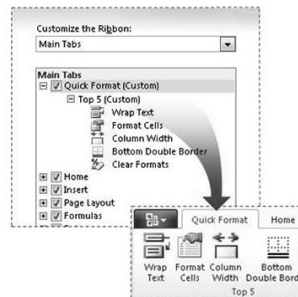 Customize the Ribbon:
Main Tabs
Main Tabs
Quick Format (Custom)
Top 5 (Custom)
Wrap Text
Format Cells
Column Width
Bottom Double Border
Clear Formats
Home
Insert
Page Layout
Formulas
Quick Format Home
Wrap Text
Format Cells
Column Width
Bottom Double Bord
Top 5